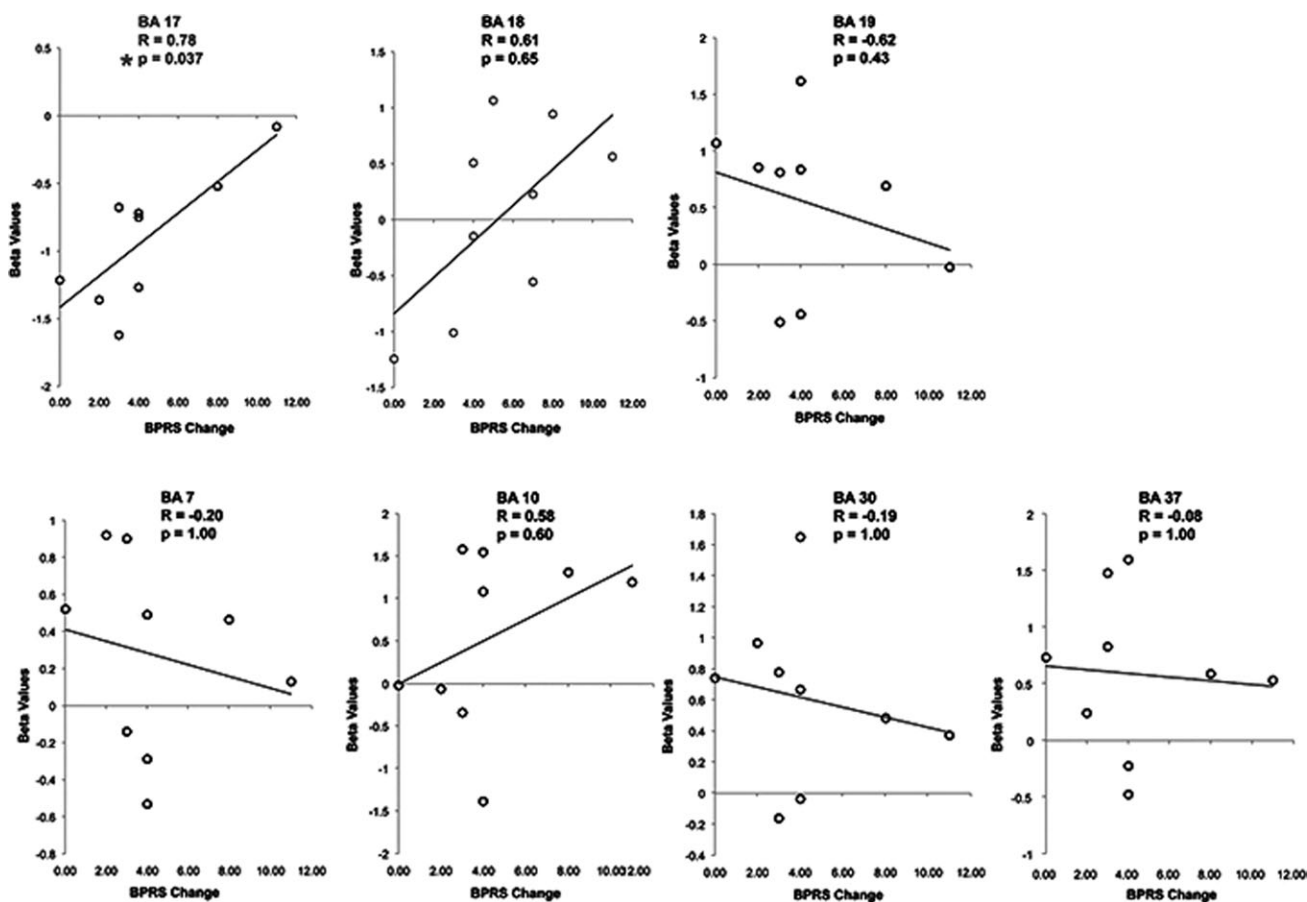 BA 17
R = 0.78
* p = 0.037
0.5
0
-0.5
-1
-1.5
-2
Beta Values
0.00 2.00 4.00 6.00 8.00 10.00 12.00
BPRS Change
BA 18
R = 0.61
p = 0.65
1.5
1
0.5
0
-0.5
-1
-1.5
Beta Values
0.00 2.00 4.00 6.00 8.00 10.00 12.00
BPRS Change
BA 19
R = -0.62
p = 0.43
2
1.5
1
0.5
0
-0.5
-1
Beta Values
0.00 2.00 4.00 6.00 8.00 10.00 12.00
BPRS Change
BA 7
R = -0.20
p = 1.00
1
0.8
0.6
0.4
0.2
0
-0.2
-0.4
-0.6
-0.8
Beta Values
0.00 2.00 4.00 6.00 8.00 10.00 12.00
BPRS Change
BA 10
R = 0.58
p = 0.60
2
1.5
1
0.5
0
-0.5
-1
-1.5
-2
Beta Values
0.00 2.00 4.00 6.00 8.00 10.0012.00
BPRS Change
BA 30
R = -0.19
p = 1.00
1.8
1.6
1.4
1.2
1
0.8
0.6
0.4
0.2
0
-0.2
-0.4
Beta Values
0.00 2.00 4.00 6.00 8.00 10.00 12.00
BPRS Change
BA 37
R = -0.08
p = 1.00
2
1.5
1
0.5
0
-0.5
-1
Beta Values
0.00 2.00 4.00 6.00 8.00 10.00 12.00
BPRS Change